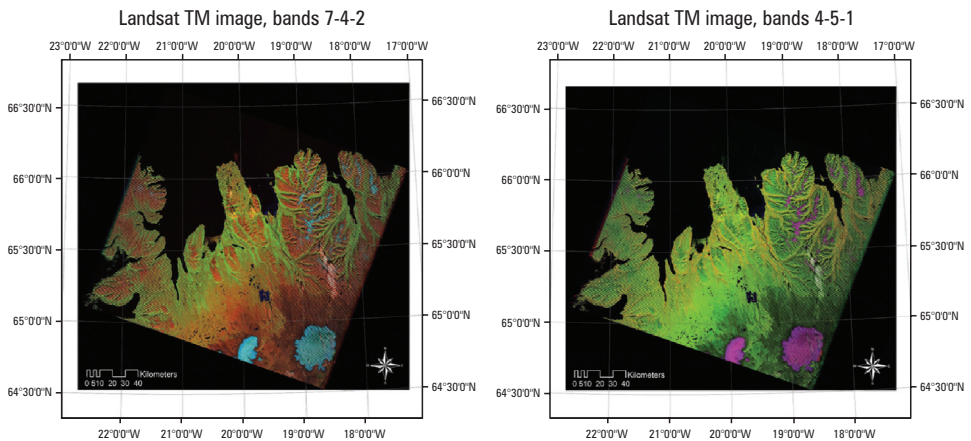 Landsat TM image, bands 7-4-2
23°0'0"W 22°0'0"W 21°0'0"W 20°0'0"W 19°0'0"W 18°0'0"W 17°0'0"W
66°30'0"N 66°30'0"N
66°0'0"N 66°0'0"N
65°30'0"N 65°30'0"N
65°0'0"N 65°0'0"N
Kilometers
0 510 20 30 40
64°30'0"N 64°30'0"N
22°0'0"W 21°0'0"W 20°0'0"W 19°0'0"W 18°0'0"W
Landsat TM image, bands 4-5-1
23°0'0"W 22°0'0"W 21°0'0"W 20°0'0"W 19°0'0"W 18°0'0"W 17°0'0"W
66°30'0"N 66°30'0"N
66°0'0"N 66°0'0"N
65°30'0"N 65°30'0"N
65°0'0"N 65°0'0"N
Kilometers
0 510 20 30 40
64°30'0"N 64°30'0"N
22°0'0"W 21°0'0"W 20°0'0"W 19°0'0"W 18°0'0"W